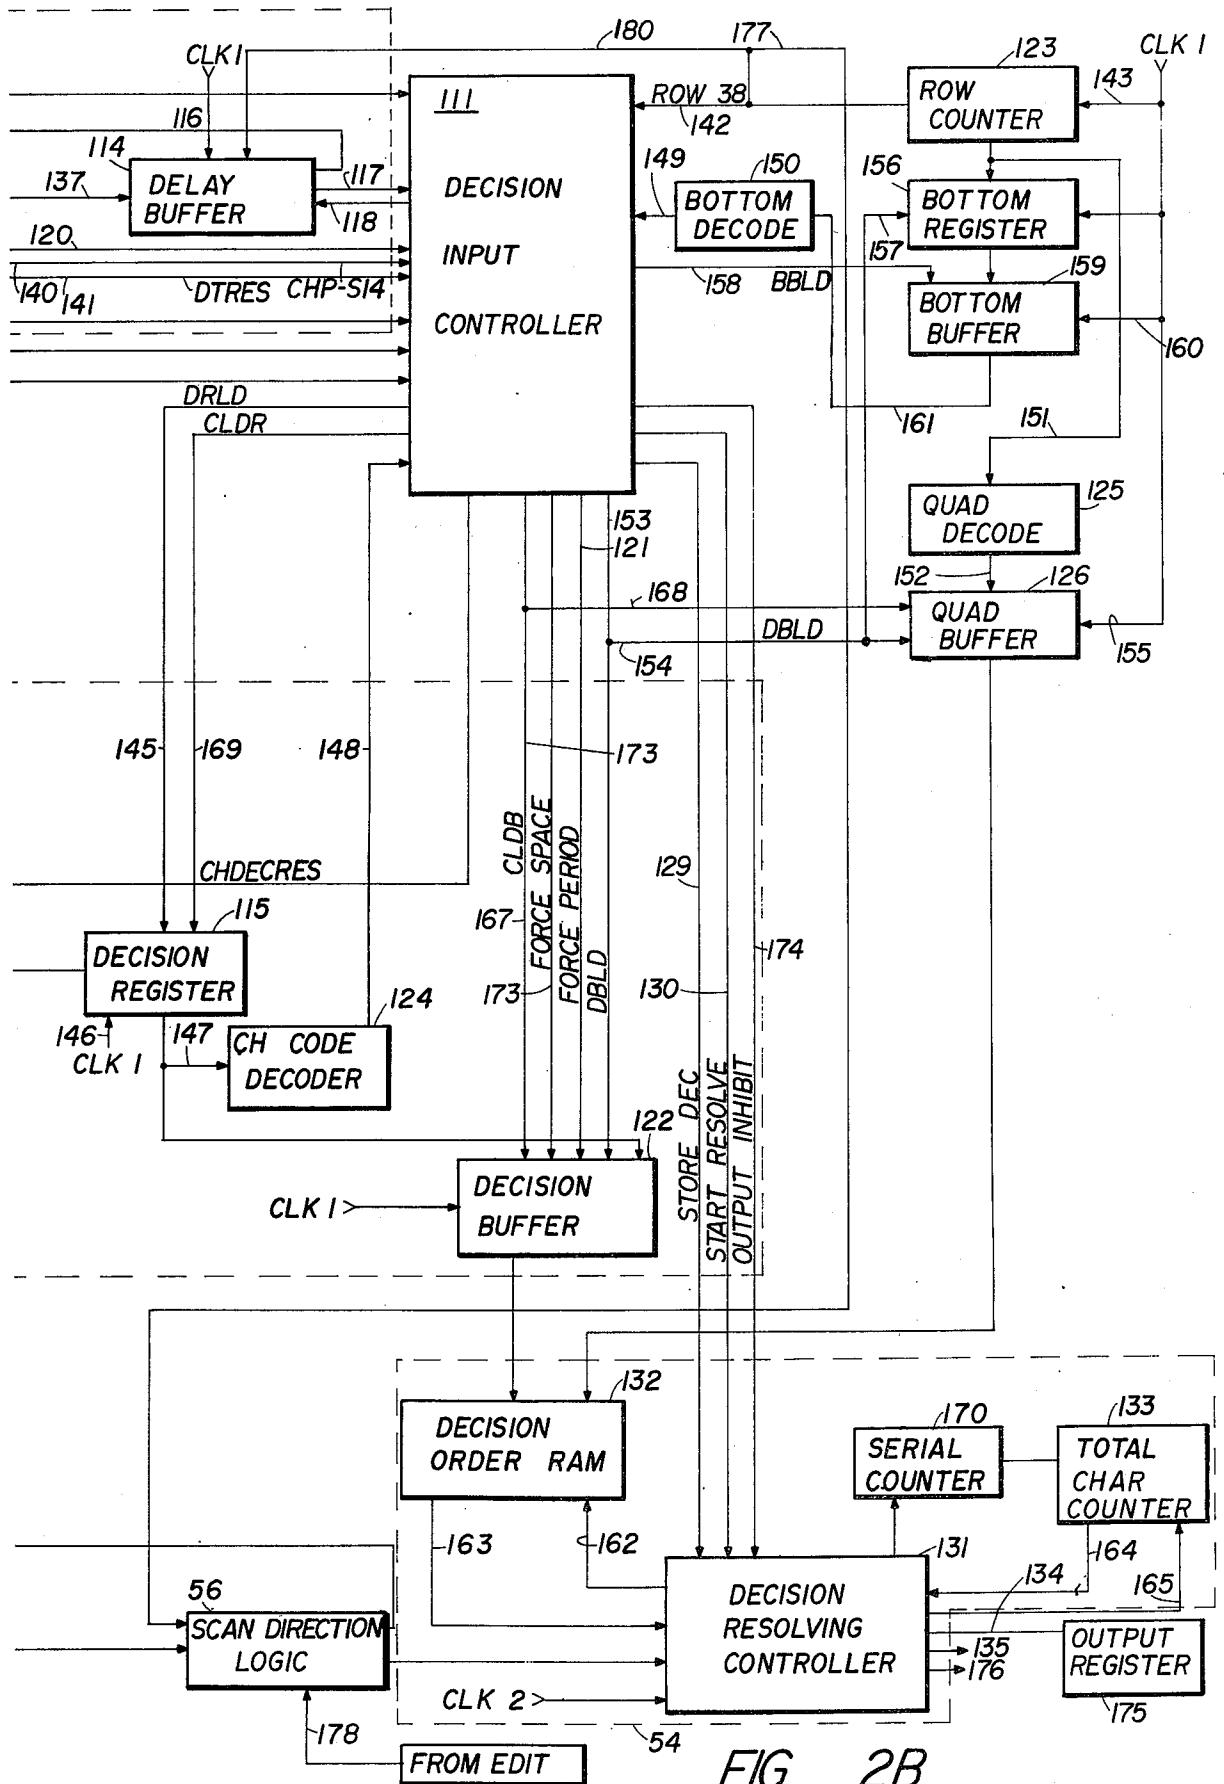 180
177
CLK 1
CLK 1
123
143
ROW
COUNTER
111
ROW 38
142
116
114
DELAY
BUFFER
137
117
118
DECISION
INPUT
CONTROLLER
149
150
BOTTOM
DECODE
156
BOTTOM
REGISTER
157
120
140
141
DTRES
CHP-S14
158
BBLD
159
BOTTOM
BUFFER
160
161
151
DRLD
CLDR
QUAD
DECODE
125
153
121
152
126
168
QUAD
BUFFER
DBLD
154
155
145
169
148
173
CLDB
FORCE SPACE
FORCE PERIOD
DBLD
129
CHDECRES
167
174
115
DECISION
REGISTER
173
130
146
CLK 1
147
124
CH CODE
DECODER
STORE DEC
START RESOLVE
OUTPUT INHIBIT
122
DECISION
BUFFER
CLK 1
132
DECISION
ORDER RAM
170
SERIAL
COUNTER
133
TOTAL
CHAR
COUNTER
163
162
131
134
164
165
56
SCAN DIRECTION
LOGIC
DECISION
RESOLVING
CONTROLLER
135
176
OUTPUT
REGISTER
175
CLK 2
178
54
FROM EDIT
FIG 2B